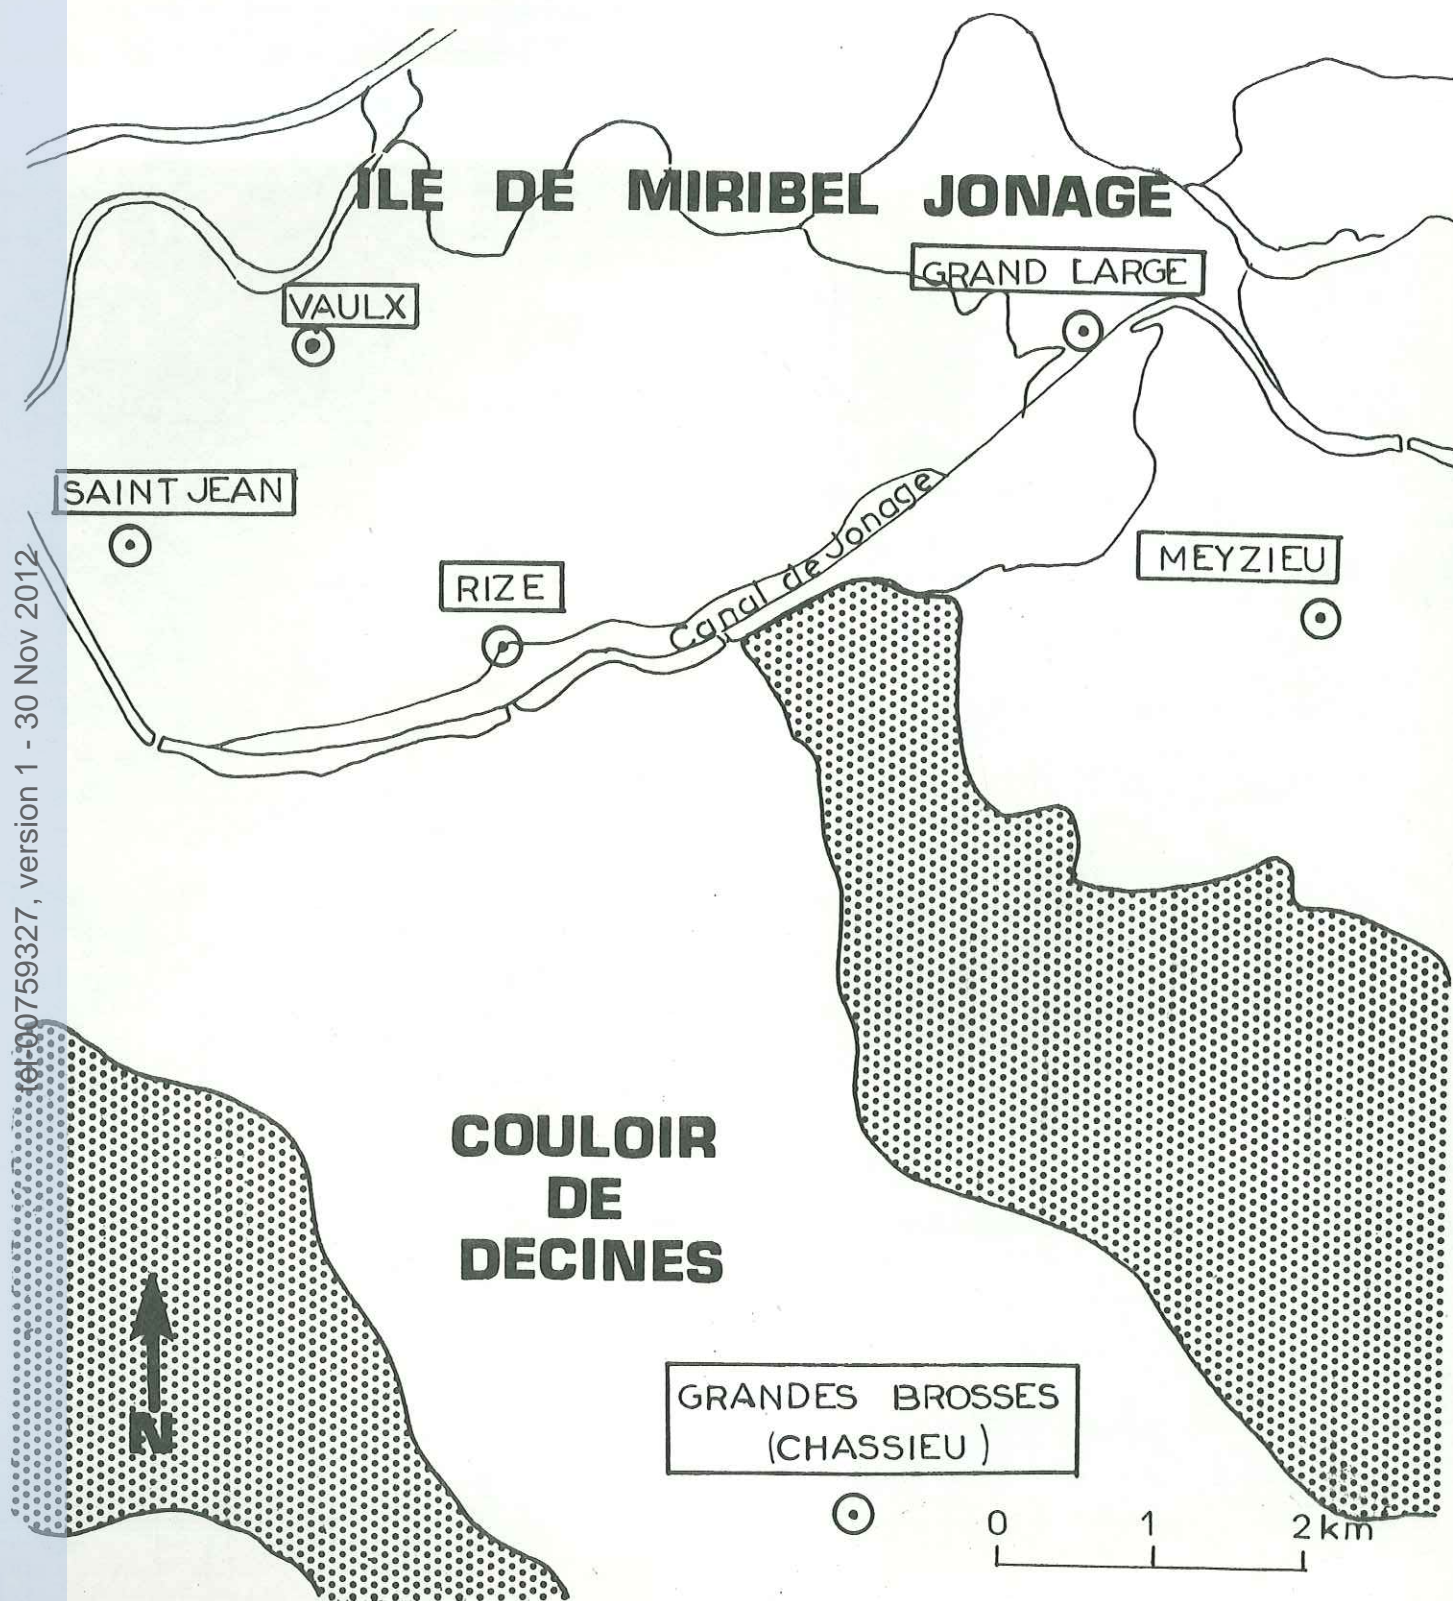 ILE DE MIRIBEL JONAGE
GRAND LARGE
VAULX
SAINT JEAN
RIZE
Canal de Jonage
MEYZIEU
COULOIR
DE
DECINES
GRANDES BROSSES
(CHASSIEU)
N
0 1 2 km
tel-00759327, version 1 - 30 Nov 2012